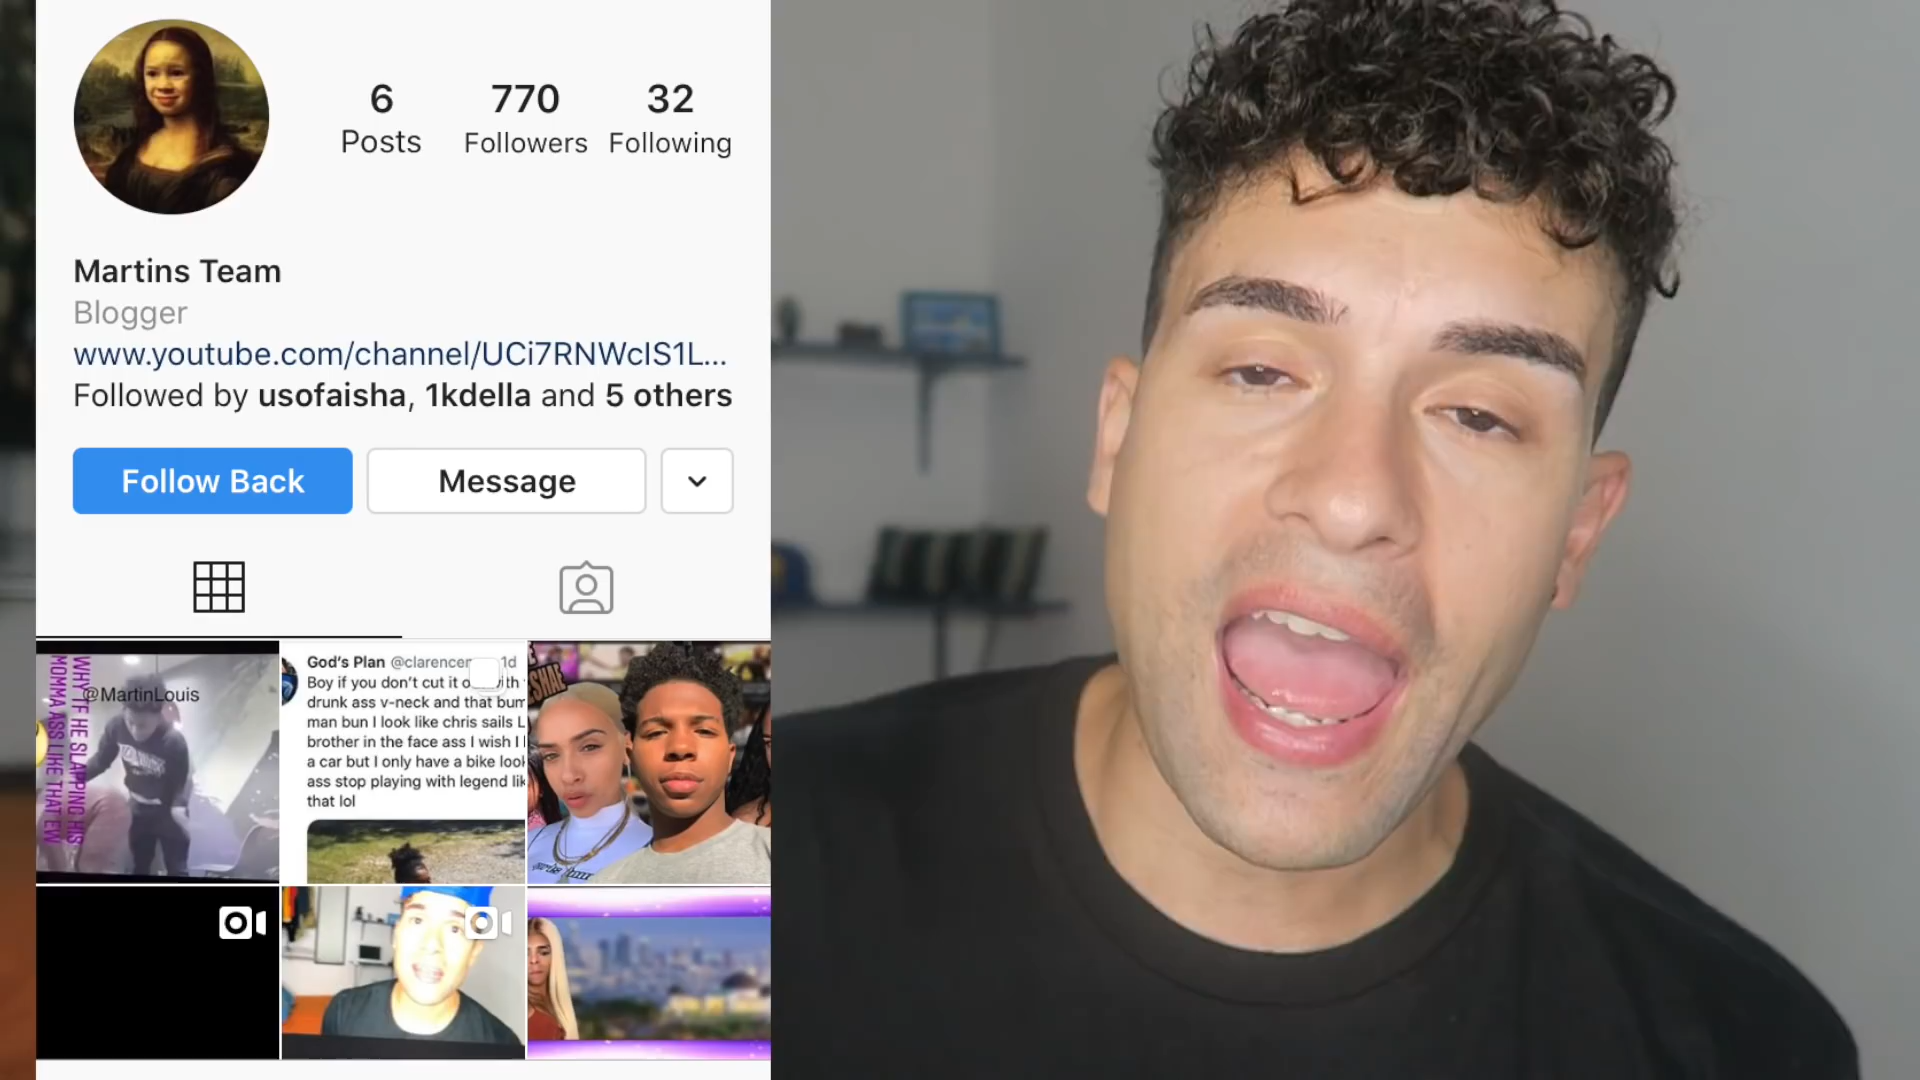 6
770
32
Posts
Followers
Following
Martins Team
Blogger
www.youtube.com/channel/UCi7RNWcIS1L...
Followed by usofaisha, 1kdella and 5 others
Follow Back
Message
WHY TF HE SLAPPING HIS
MOMMA ASS LIKE THAT EW
@MartinLouis
God's Plan @clarencer 1d
Boy if you don't cut it with
drunk ass v-neck and that bum
man bun I look like chris sails L
brother in the face ass I wish I
a car but I only have a bike look
ass stop playing with legend lik
that lol
SHAE